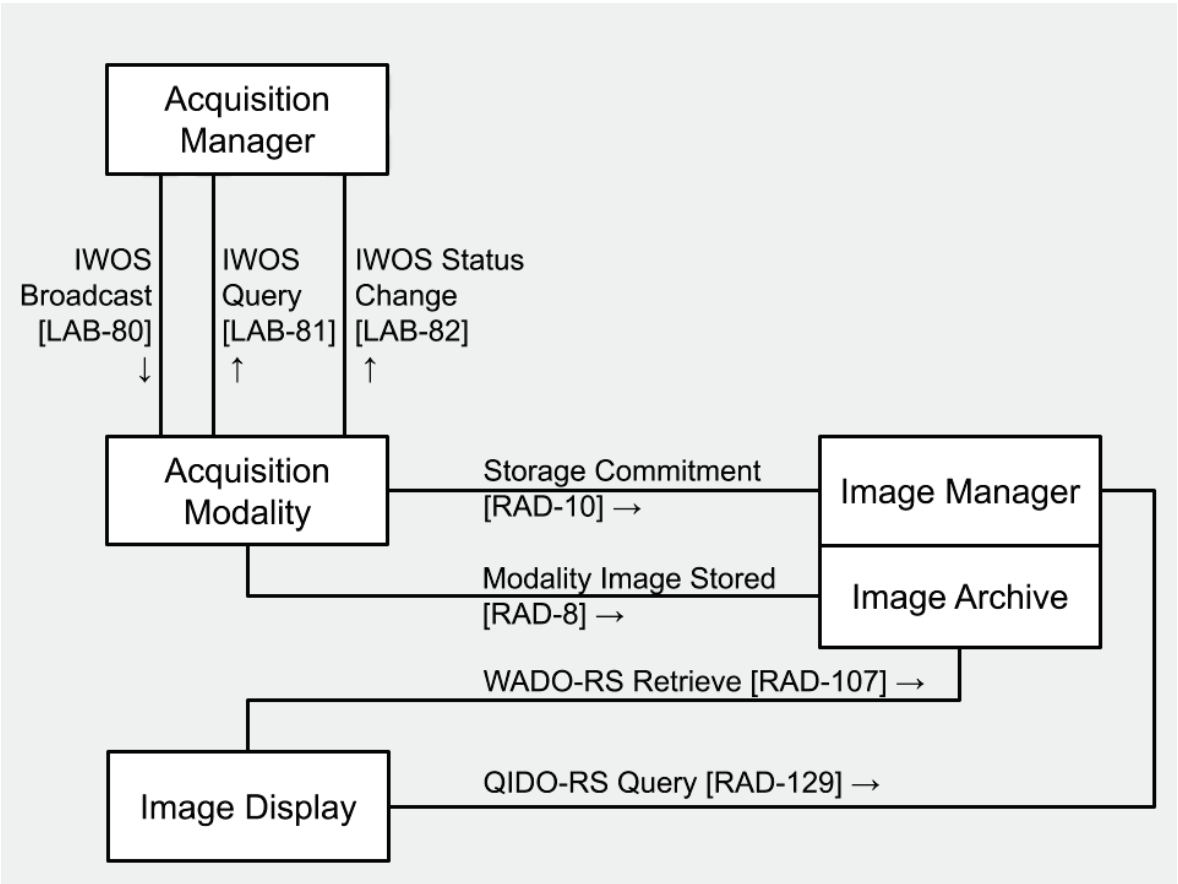 Acquisition
Manager
IWOS
Broadcast
[LAB-80]
↓
IWOS
Query
[LAB-81]
↑
IWOS Status
Change
[LAB-82]
↑
Acquisition
Modality
Storage Commitment
[RAD-10] →
Image Manager
Modality Image Stored
[RAD-8] →
Image Archive
WADO-RS Retrieve [RAD-107] →
QIDO-RS Query [RAD-129] →
Image Display